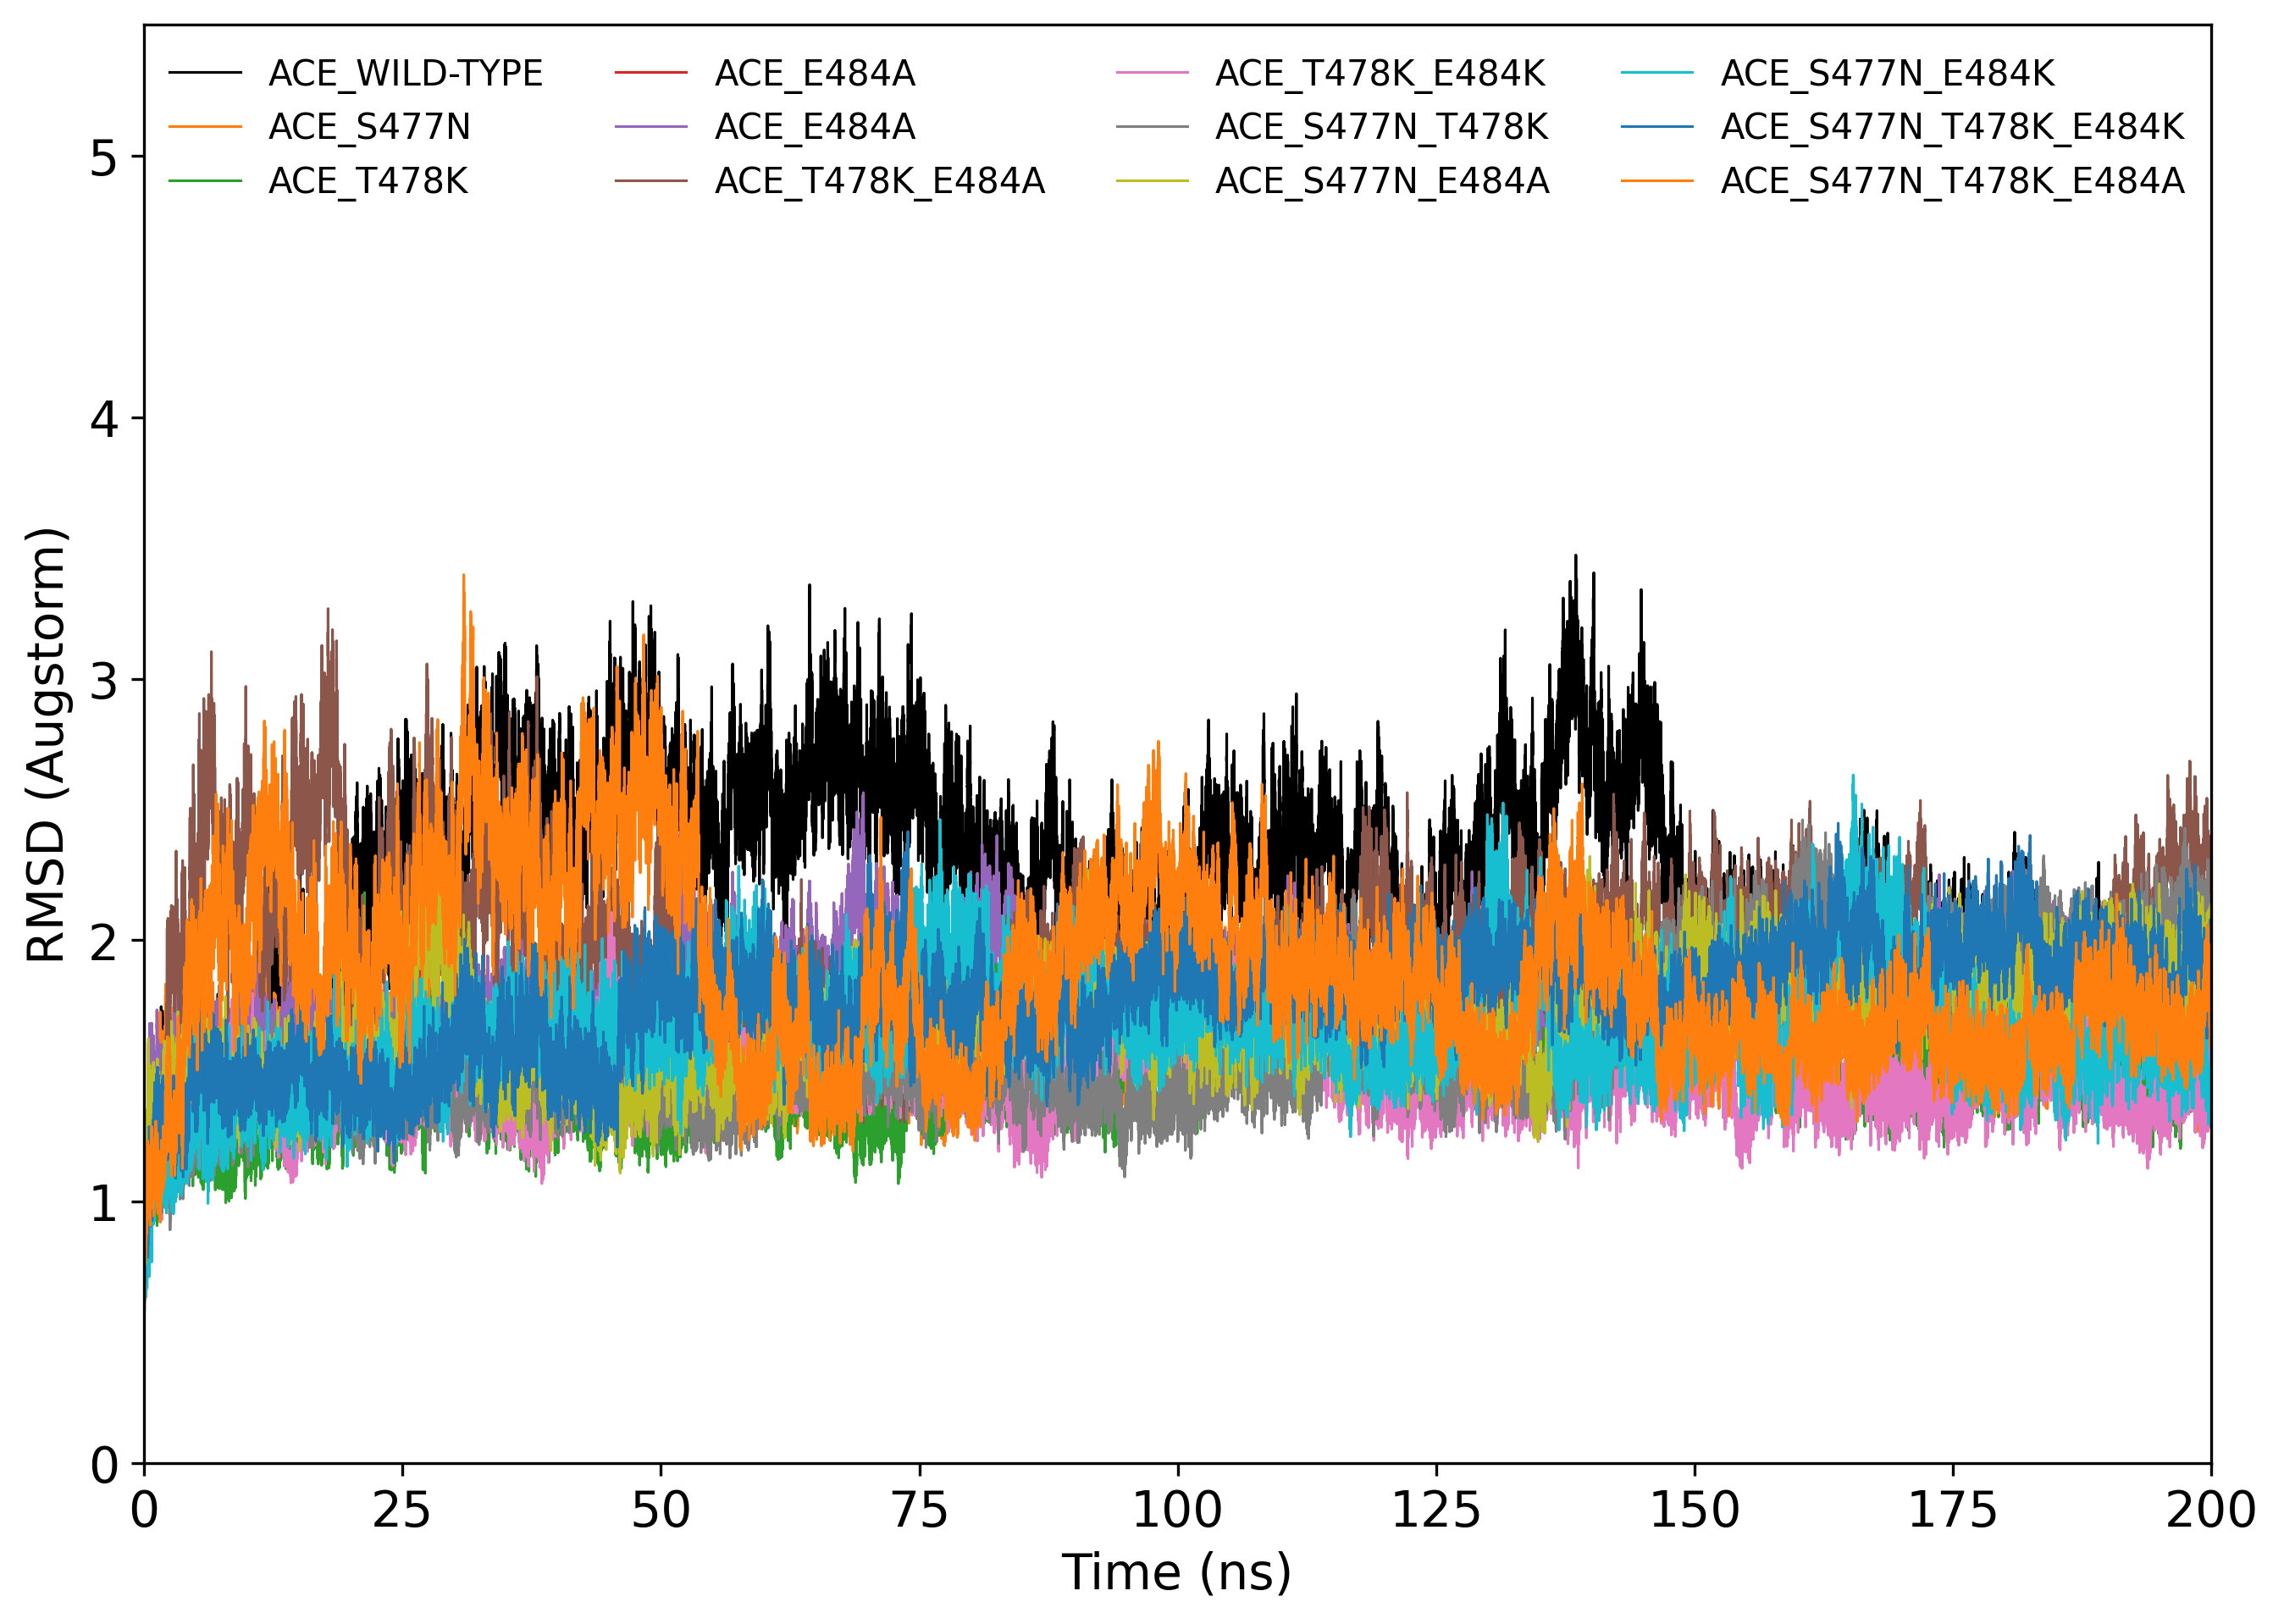 ACE_WILD-TYPE
ACE_S477N
ACE_T478K
ACE_E484A
ACE_E484A
ACE_T478K_E484A
ACE_T478K_E484K
ACE_S477N_T478K
ACE_S477N_E484A
ACE_S477N_E484K
ACE_S477N_T478K_E484K
ACE_S477N_T478K_E484A
RMSD (Augstorm)
5
4
3
2
1
0
0 25 50 75 100 125 150 175 200
Time (ns)